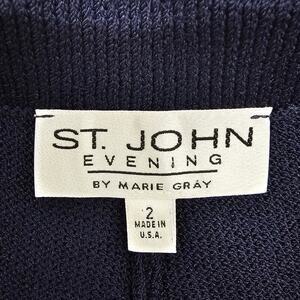 ST. JOHN
EVENING
BY MARIE GRAY
2
MADE IN
U.S.A.